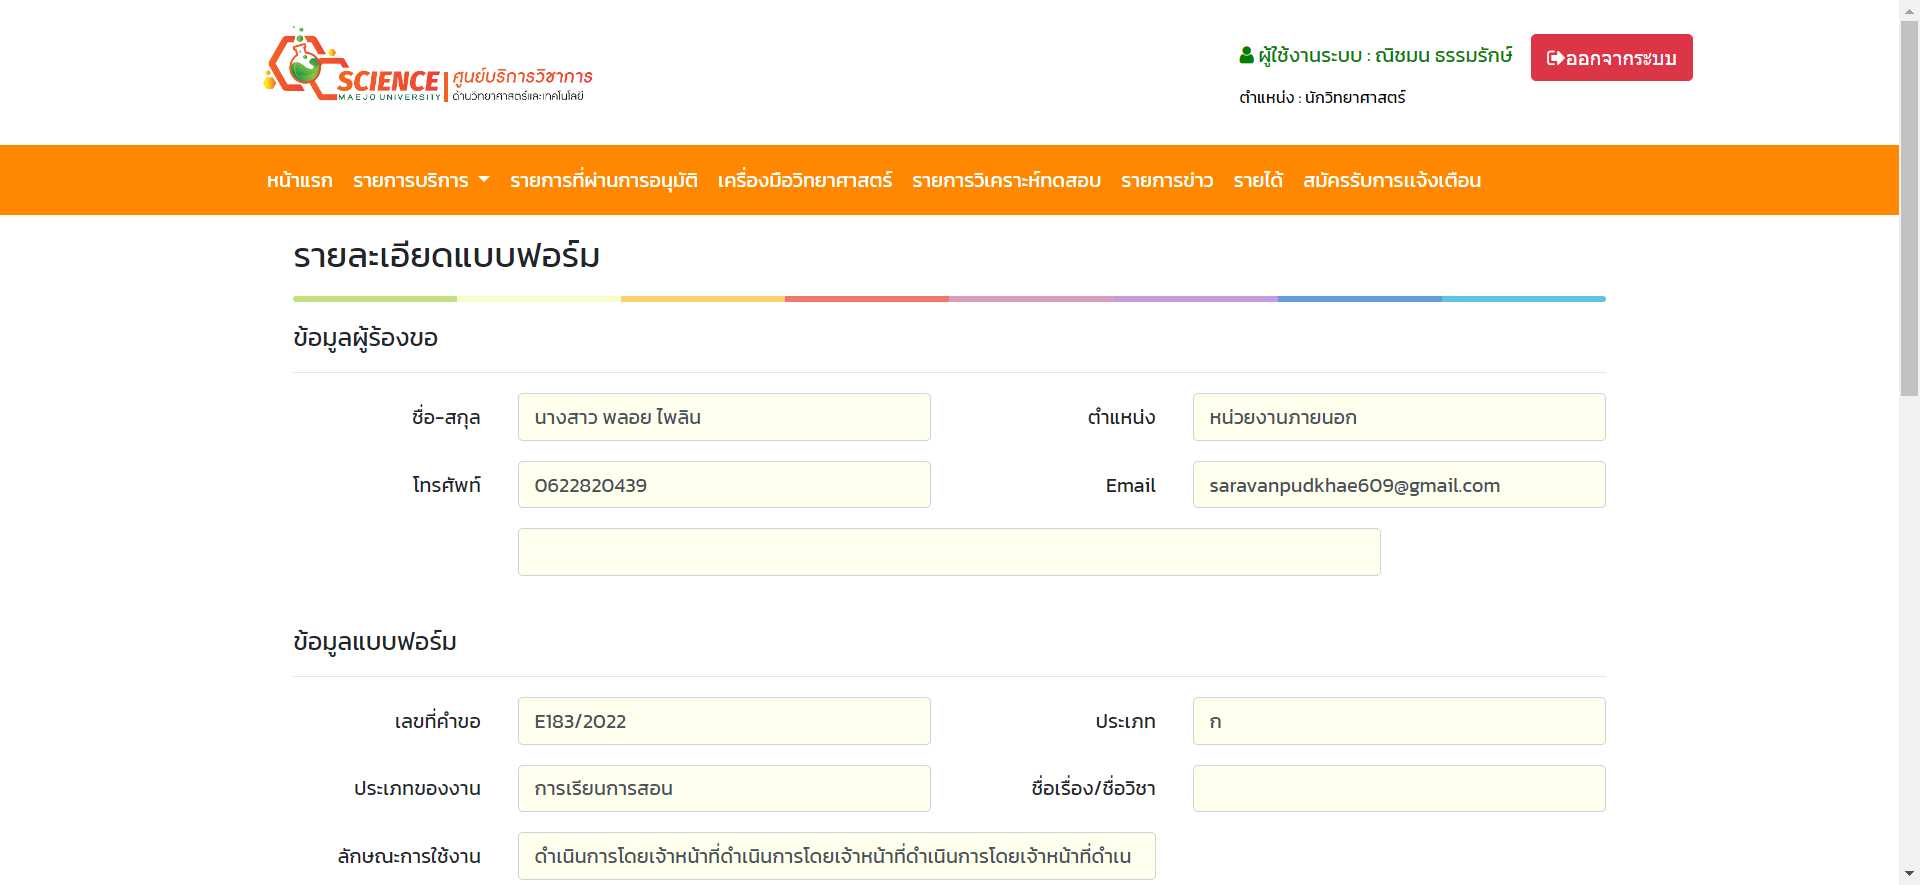 SCIENCE
MAEJO UNIVERSITY
ศูนย์บริการวิชาการ
ด้านวิทยาศาสตร์และเทคโนโลยี
ผู้ใช้งานระบบ : ณิชมน ธรรมรักษ์
ออกจากระบบ
ตำแหน่ง : นักวิทยาศาสตร์
หน้าแรก รายการบริการ รายการที่ผ่านการอนุมัติ เครื่องมือวิทยาศาสตร์ รายการวิเคราะห์ทดสอบ รายการข่าว รายได้ สมัครรับการแจ้งเตือน
รายละเอียดแบบฟอร์ม
ข้อมูลผู้ร้องขอ
ชื่อ-สกุล นางสาว พลอย ไพลิน ตำแหน่ง หน่วยงานภายนอก
โทรศัพท์ 0622820439 Email saravanpudkhae609@gmail.com
ข้อมูลแบบฟอร์ม
เลขที่คำขอ E183/2022 ประเภท ก
ประเภทของงาน การเรียนการสอน ชื่อเรื่อง/ชื่อวิชา
ลักษณะการใช้งาน ดำเนินการโดยเจ้าหน้าที่ดำเนินการโดยเจ้าหน้าที่ดำเนินการโดยเจ้าหน้าที่ดำเน